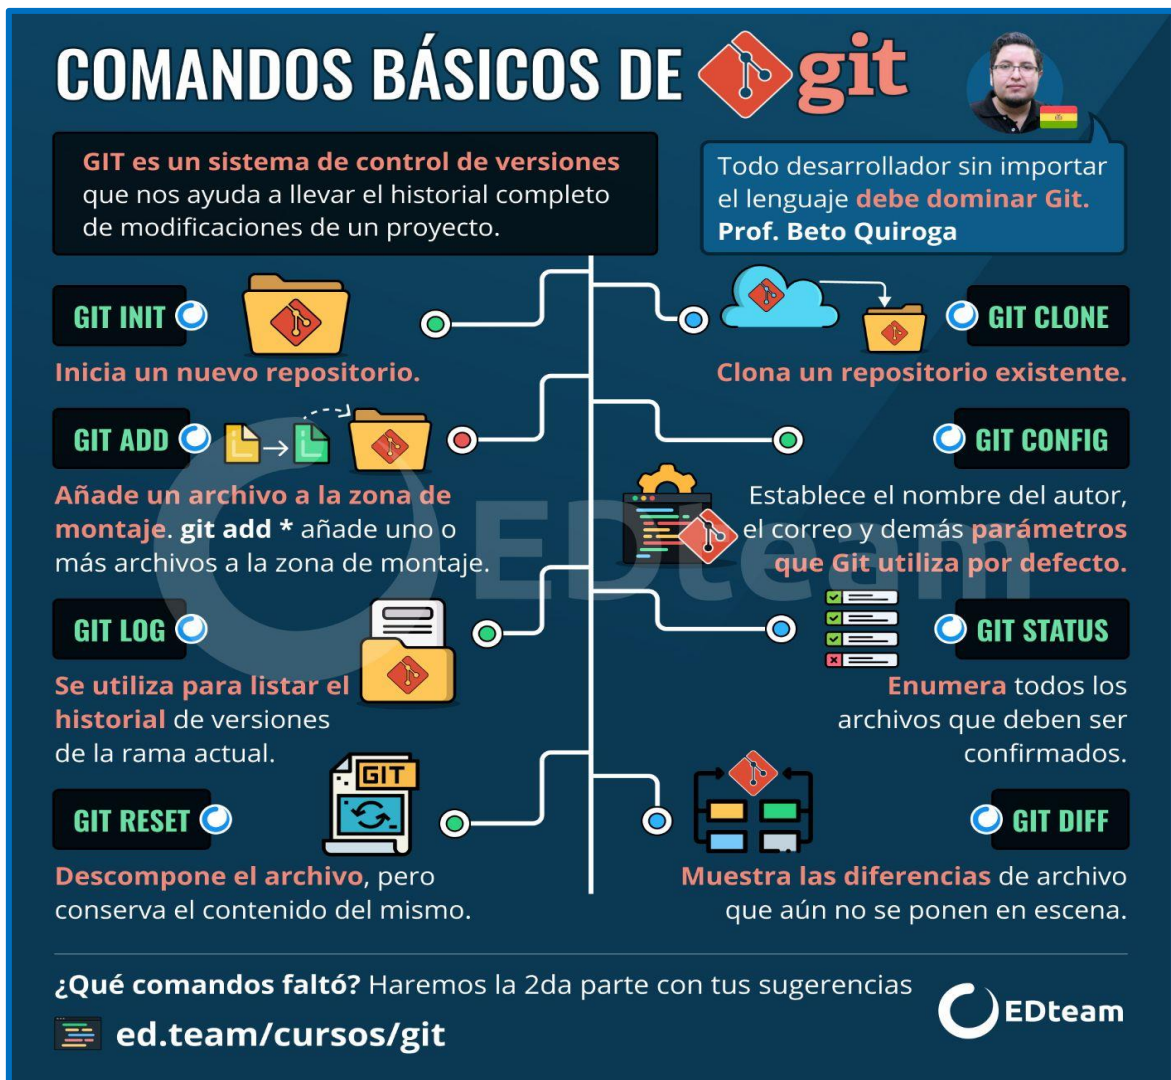 COMANDOS BÁSICOS DE git
GIT es un sistema de control de versiones
que nos ayuda a llevar el historial completo
de modificaciones de un proyecto.
Todo desarrollador sin importar
el lenguaje debe dominar Git.
Prof. Beto Quiroga
GIT INIT
Inicia un nuevo repositorio.
GIT CLONE
Clona un repositorio existente.
GIT ADD
Añade un archivo a la zona de
montaje. git add * añade uno o
más archivos a la zona de montaje.
GIT CONFIG
Establece el nombre del autor,
el correo y demás parámetros
que Git utiliza por defecto.
EDteam
GIT LOG
Se utiliza para listar el
historial de versiones
de la rama actual.
GIT STATUS
Enumera todos los
archivos que deben ser
confirmados.
GIT RESET
GIT
Descompone el archivo, pero
conserva el contenido del mismo.
GIT DIFF
Muestra las diferencias de archivo
que aún no se ponen en escena.
¿Qué comandos faltó? Haremos la 2da parte con tus sugerencias
ed.team/cursos/git
EDteam